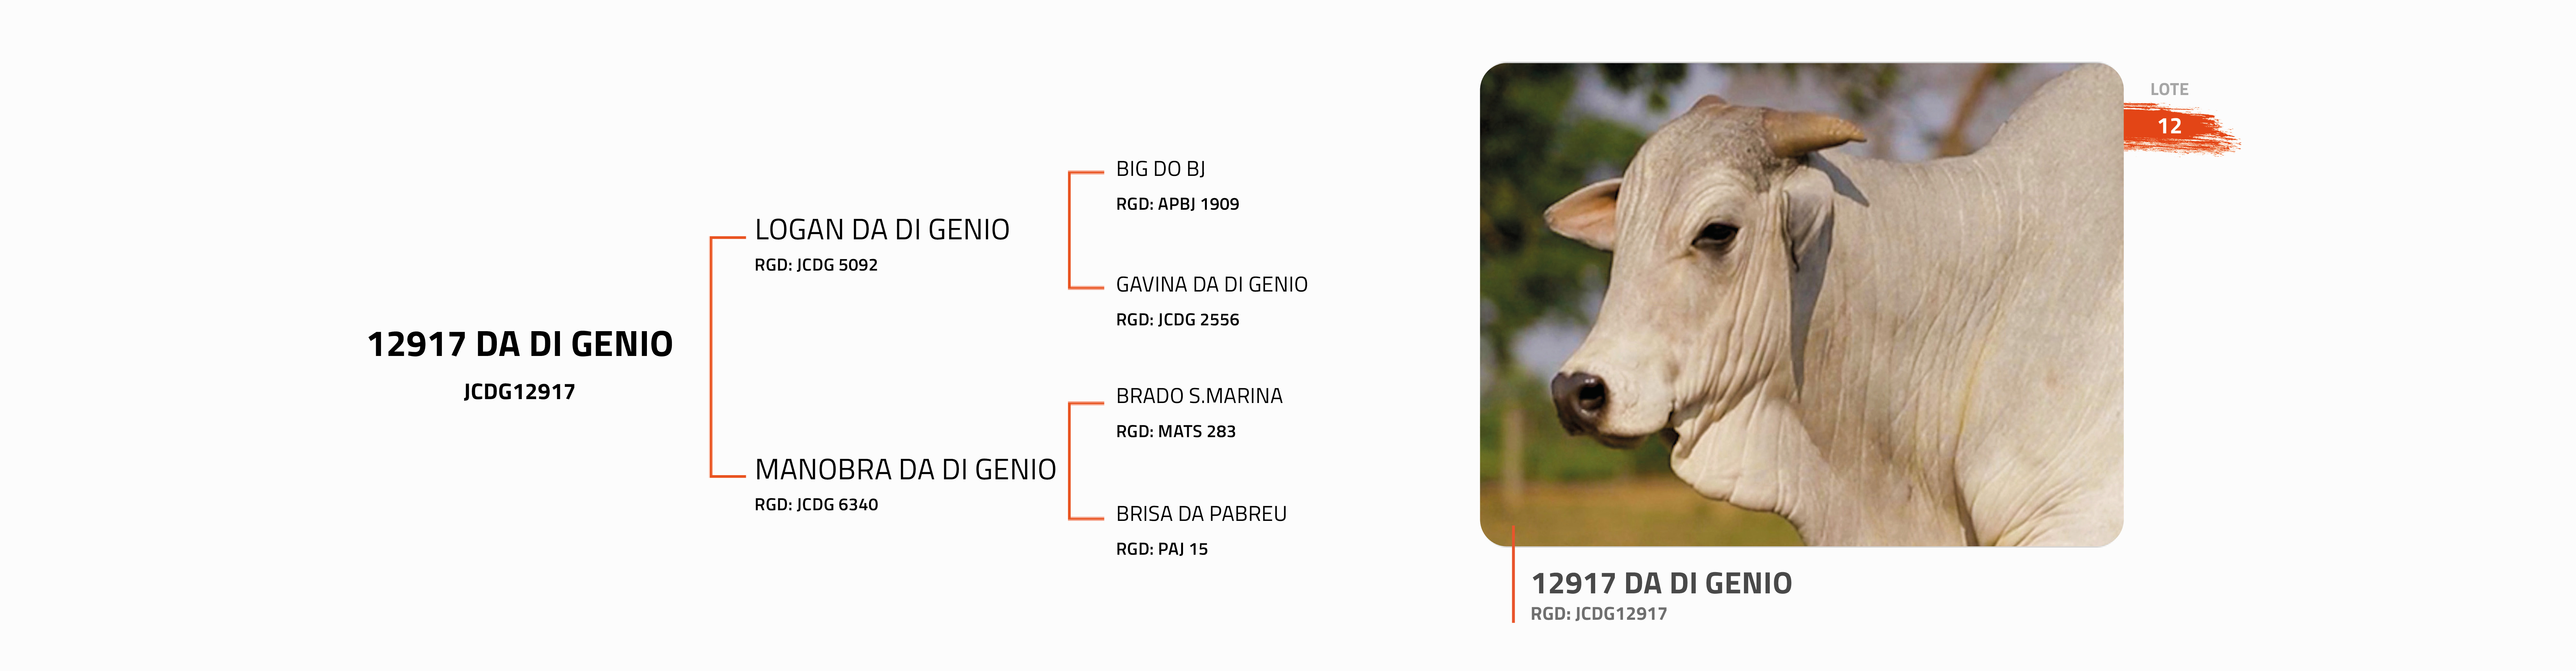 12917 DA DI GENIO
JCDG12917
LOGAN DA DI GENIO
RGD: JCDG 5092
MANOBRA DA DI GENIO
RGD: JCDG 6340
BIG DO BJ
RGD: APBJ 1909
GAVINA DA DI GENIO
RGD: JCDG 2556
BRADO S.MARINA
RGD: MATS 283
BRISA DA PABREU
RGD: PAJ 15
LOTE
12
12917 DA DI GENIO
RGD: JCDG12917